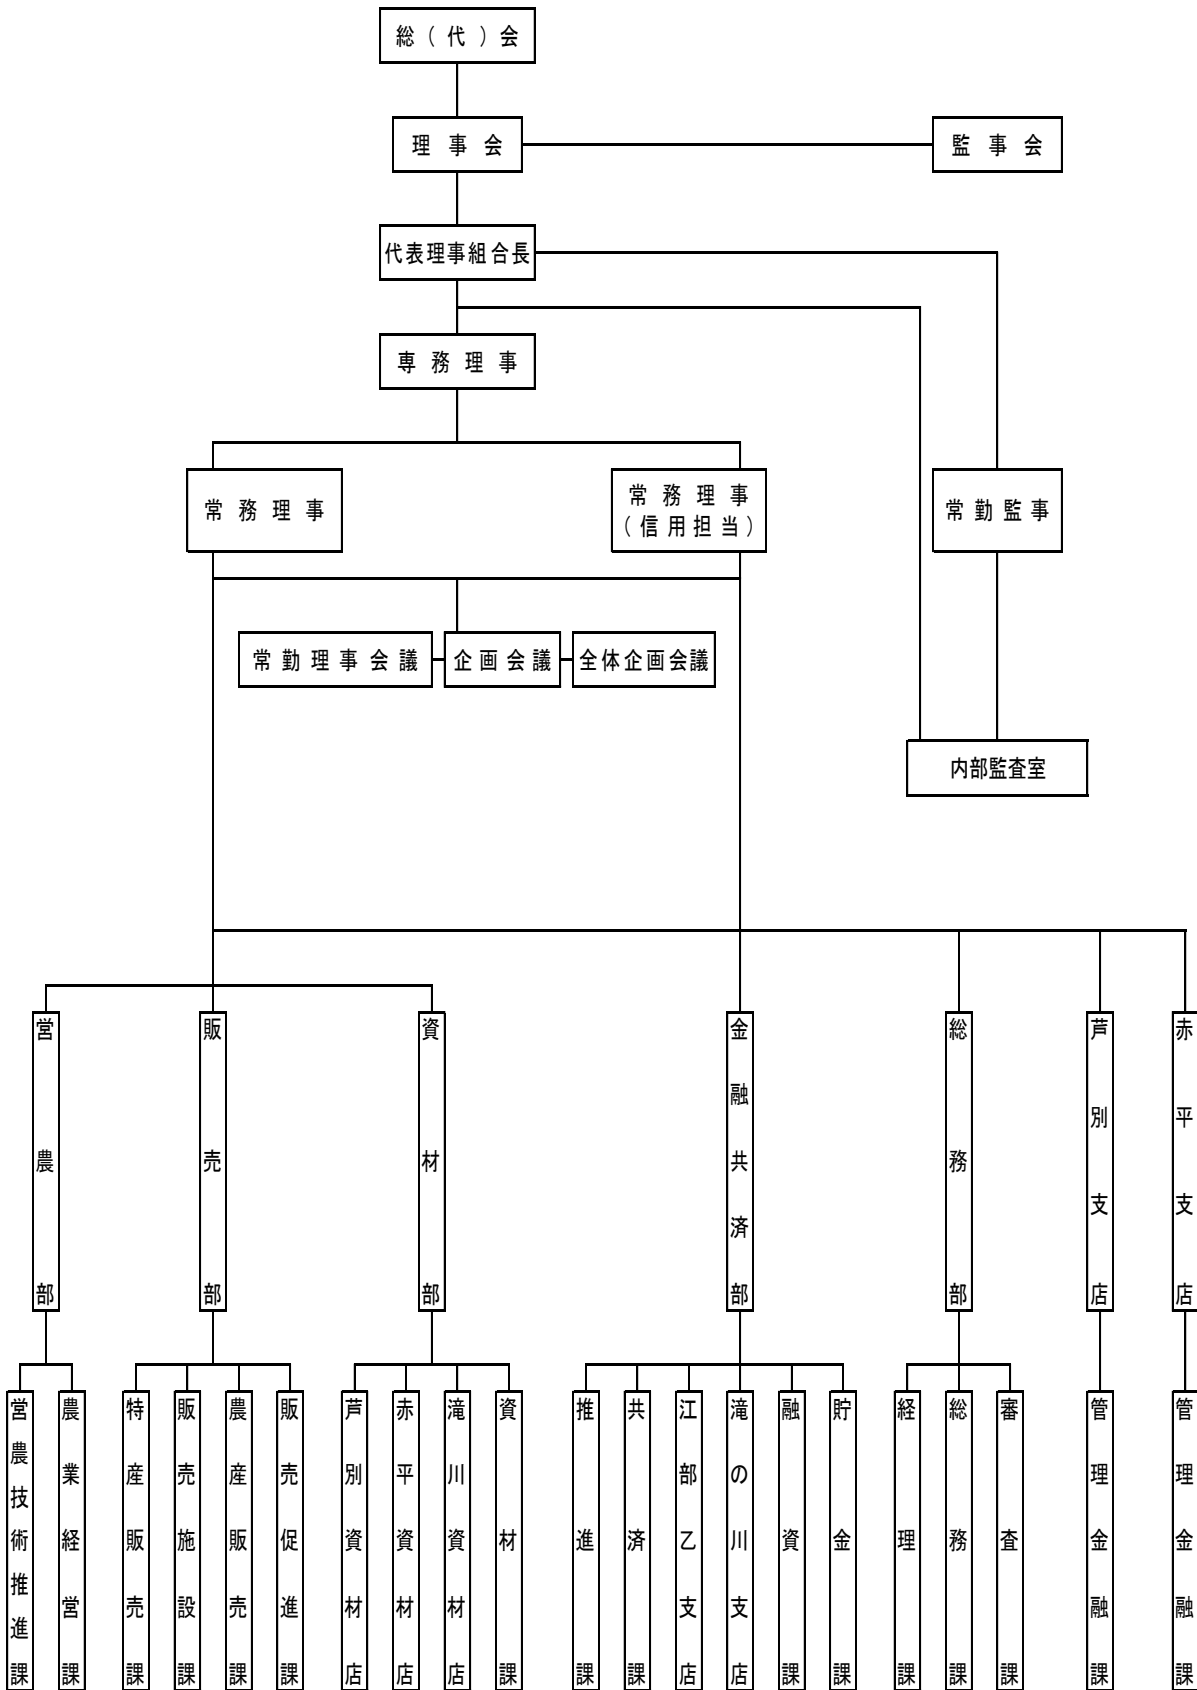 総（代）会
理事会
監事会
代表理事組合長
専務理事
常務理事
常務理事
（信用担当）
常勤監事
常勤理事会議
企画会議
全体企画会議
内部監査室
営農部
販売部
資材部
金融共済部
総務部
芦別支店
赤平支店
営農技術推進課
農業経営課
特産販売課
販売施設課
農産販売課
販売促進課
芦別資材店
赤平資材店
滝川資材店
資材課
推進課
共済課
江部乙支店
滝の川支店
融資課
貯金課
経理課
総務課
審査課
管理金融課
管理金融課